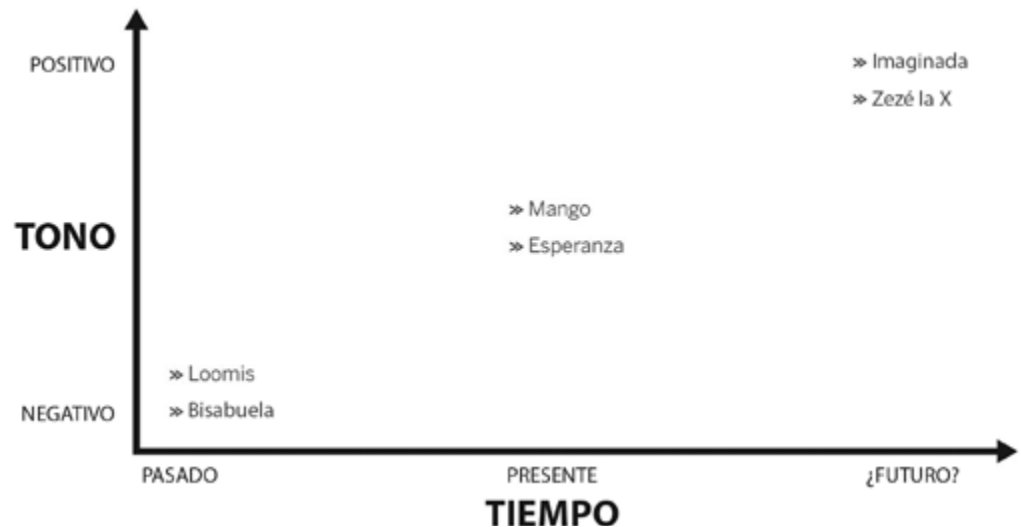 POSITIVO
» Imaginada
» Zezé la X
» Mango
TONO
» Esperanza
» Loomis
NEGATIVO
» Bisabuela
PASADO
PRESENTE
¿FUTURO?
TIEMPO